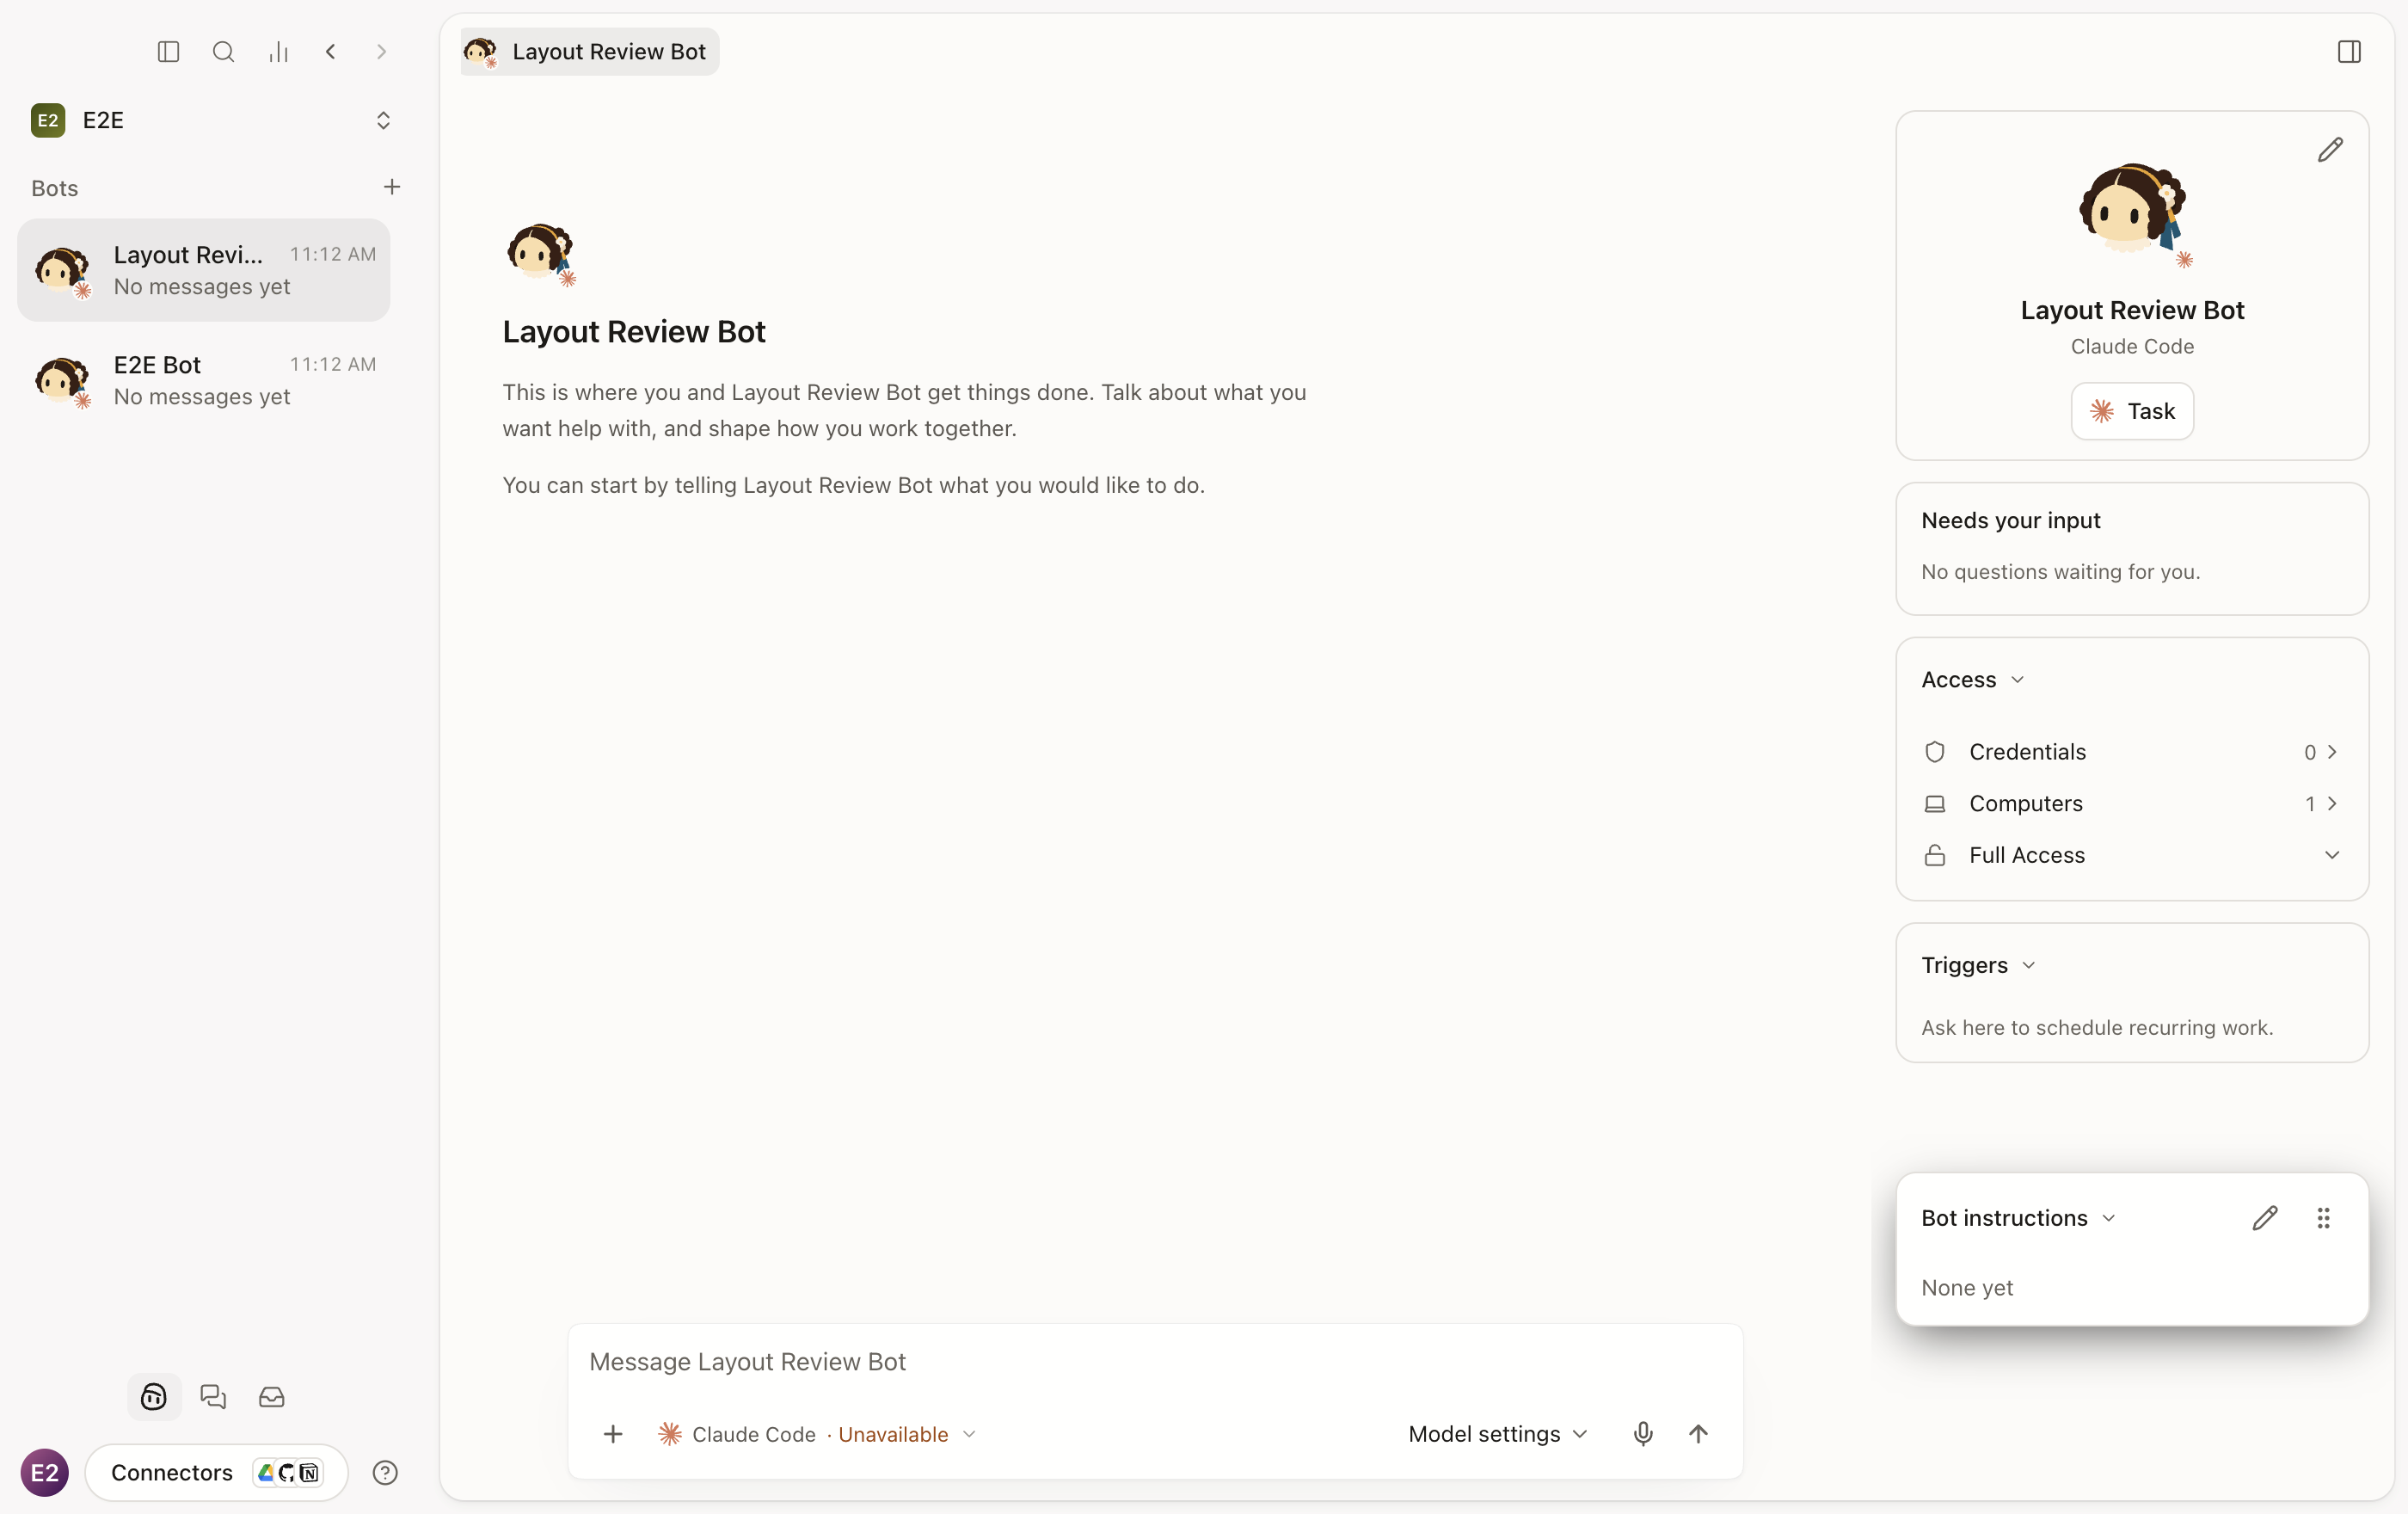 E2 E2E
Bots
Layout Revi... 11:12 AM
No messages yet
E2E Bot 11:12 AM
No messages yet
E2 Connectors
Layout Review Bot
Layout Review Bot
This is where you and Layout Review Bot get things done. Talk about what you
want help with, and shape how you work together.
You can start by telling Layout Review Bot what you would like to do.
Message Layout Review Bot
Claude Code · Unavailable Model settings
Layout Review Bot
Claude Code
Task
Needs your input
No questions waiting for you.
Access
Credentials 0
Computers 1
Full Access
Triggers
Ask here to schedule recurring work.
Bot instructions
None yet